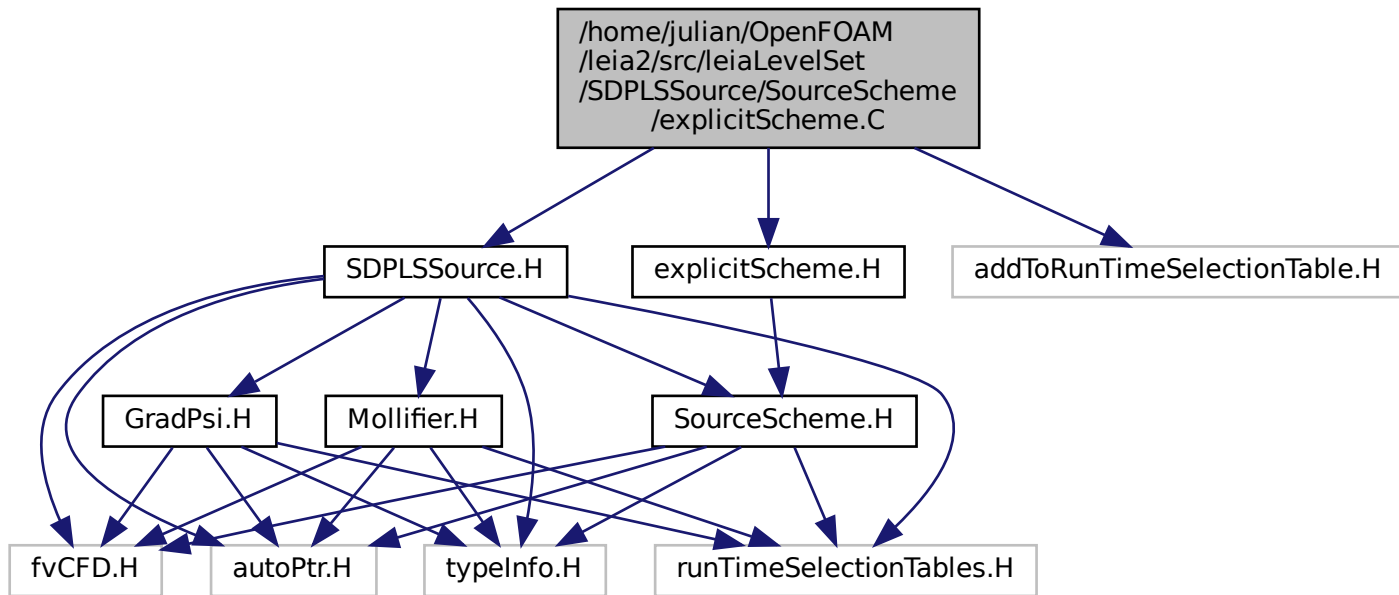 /home/julian/OpenFOAM
/leia2/src/leiaLevelSet
/SDPLSSource/SourceScheme
/explicitScheme.C
SDPLSSource.H
explicitScheme.H
addToRunTimeSelectionTable.H
GradPsi.H
Mollifier.H
SourceScheme.H
fvCFD.H
autoPtr.H
typeInfo.H
runTimeSelectionTables.H